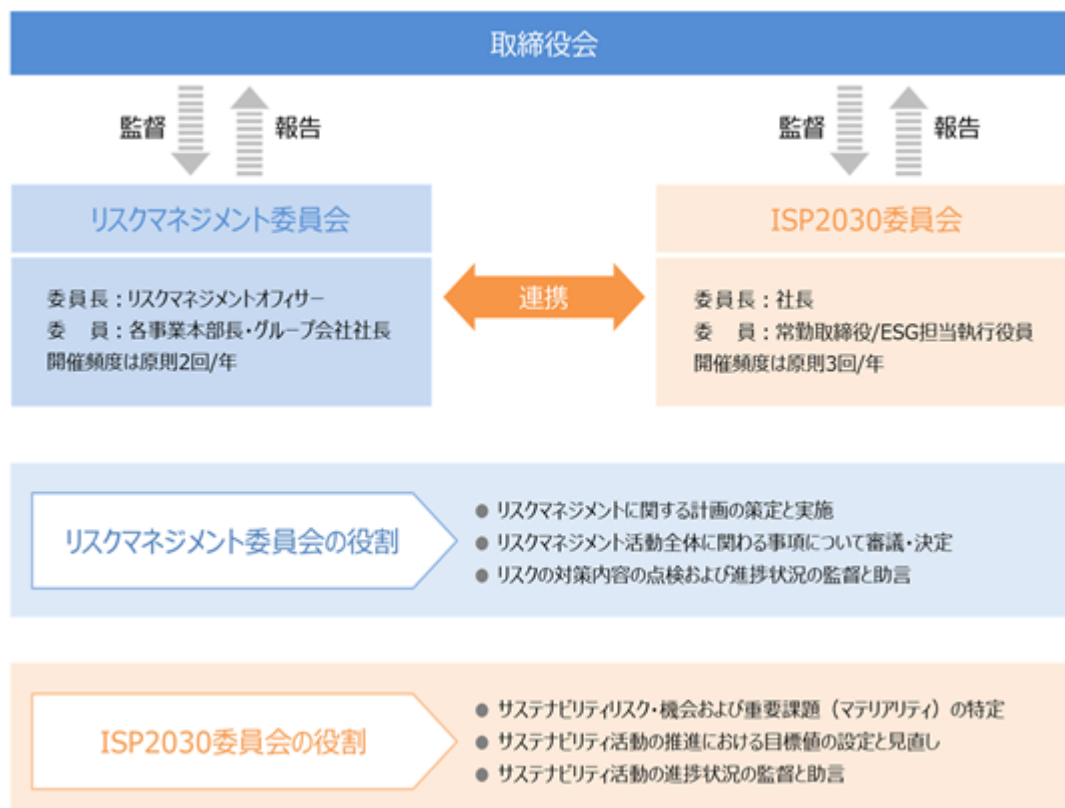 取締役会
監督
報告
監督
報告
リスクマネジメント委員会
委員長：リスクマネジメントオフィサー
委　員：各事業本部長・グループ会社社長
開催頻度は原則2回/年
連携
ISP2030委員会
委員長：社長
委　員：常勤取締役/ESG担当執行役員
開催頻度は原則3回/年
リスクマネジメント委員会の役割
● リスクマネジメントに関する計画の策定と実施
● リスクマネジメント活動全体に関わる事項について審議・決定
● リスクの対策内容の点検および進捗状況の監督と助言
ISP2030委員会の役割
● サステナビリティリスク・機会および重要課題（マテリアリティ）の特定
● サステナビリティ活動の推進における目標値の設定と見直し
● サステナビリティ活動の進捗状況の監督と助言